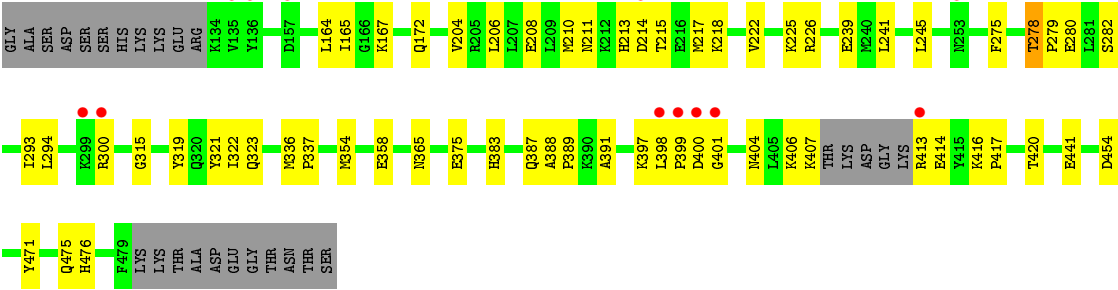 GLY ALA SER ASP SER SER HIS LYS LYS GLU ARG K134 V135 Y136 D157 L164 I165 G166 K167 Q172 V204 R205 L206 L207 E208 L209 M210 N211 K212 H213 D214 T215 E216 M217 K218 V222 K225 R226 E239 M240 L241 L245 N253 F275 T278 P279 E280 L281 S282
I293 L294 K299 R300 G315 Y319 Q320 Y321 I322 Q323 M336 P337 M354 E358 N365 E375 H383 Q387 A388 P389 K390 A391 K397 L398 P399 D400 G401 N404 L405 K406 K407 THR LYS ASP GLY LYS R413 E414 Y415 K416 P417 T420 E441 D454
Y471 Q475 H476 F479 LYS LYS THR ALA ASP GLU GLY THR ASN THR SER